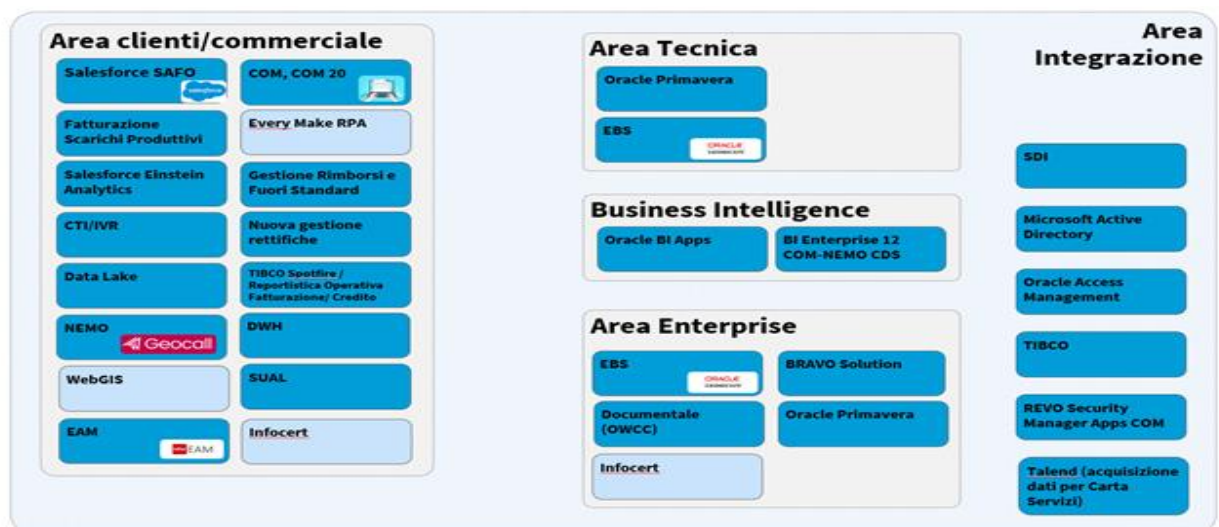 Area clienti/commerciale
Salesforce SAFO
salesforce
COM, COM 20
Fatturazione
Scarichi Produttivi
Every Make RPA
Salesforce Einstein
Analytics
Gestione Rimborsi e
Fuori Standard
CTI/IVR
Nuova gestione
rettifiche
Data Lake
TIBCO Spotfire /
Reportistica Operativa
Fatturazione/ Credito
NEMO
Geocall
DWH
WebGIS
SUAL
EAM
EAM
Infocert
Area Tecnica
Oracle Primavera
EBS
ORACLE
Business Intelligence
Oracle BI Apps
BI Enterprise 12
COM-NEMO CDS
Area Enterprise
EBS
ORACLE
BRAVO Solution
Documentale
(OWCC)
Oracle Primavera
Infocert
Area
Integrazione
SDI
Microsoft Active
Directory
Oracle Access
Management
TIBCO
REVO Security
Manager Apps COM
Talend (acquisizione
dati per Carta
Servizi)